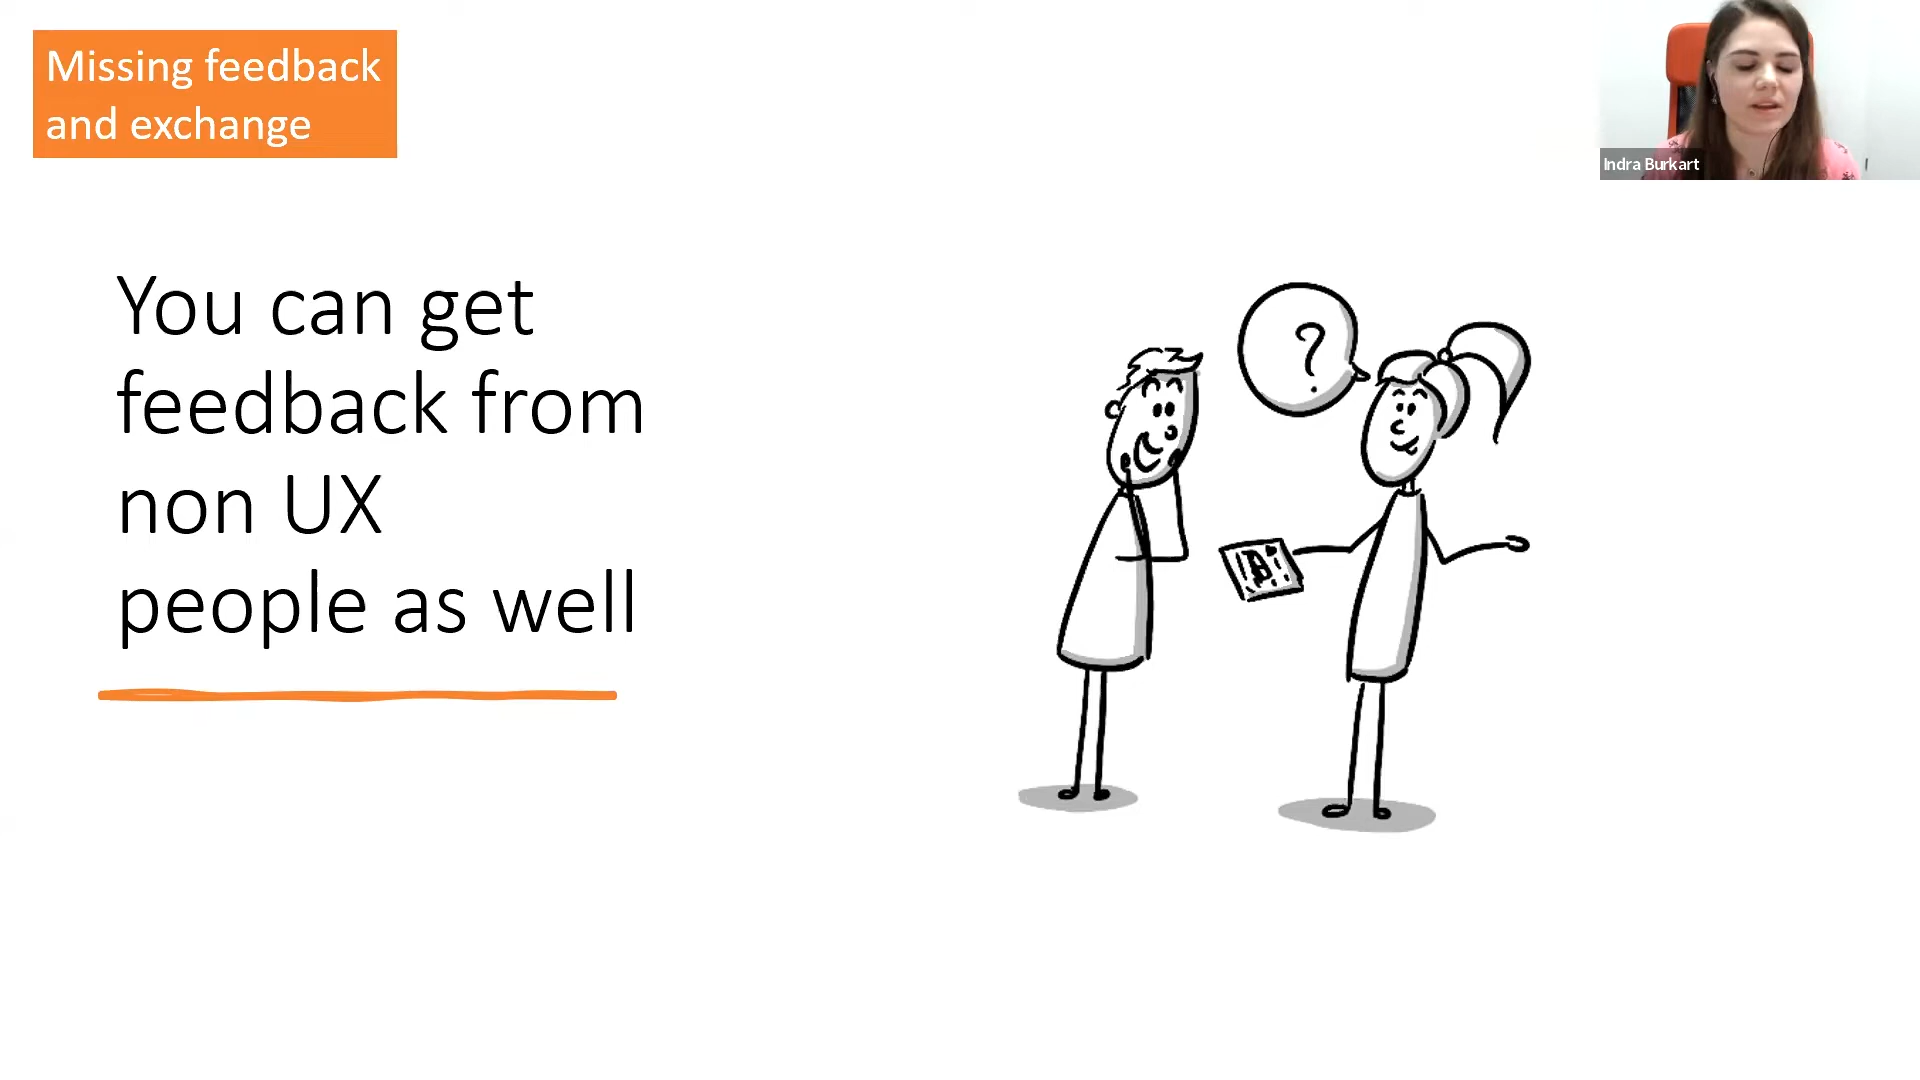 Missing feedback
and exchange
Indra Burkart
You can get
feedback from
non UX
people as well
?